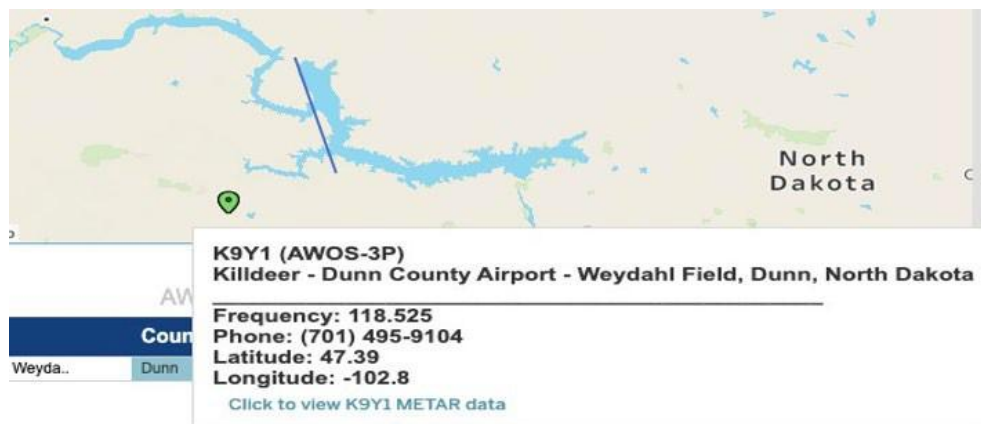 North
Dakota
K9Y1 (AWOS-3P)
Killdeer - Dunn County Airport - Weydahl Field, Dunn, North Dakota
Frequency: 118.525
Phone: (701) 495-9104
Latitude: 47.39
Longitude: -102.8
Click to view K9Y1 METAR data
AW
Coun
Weyda..
Dunn